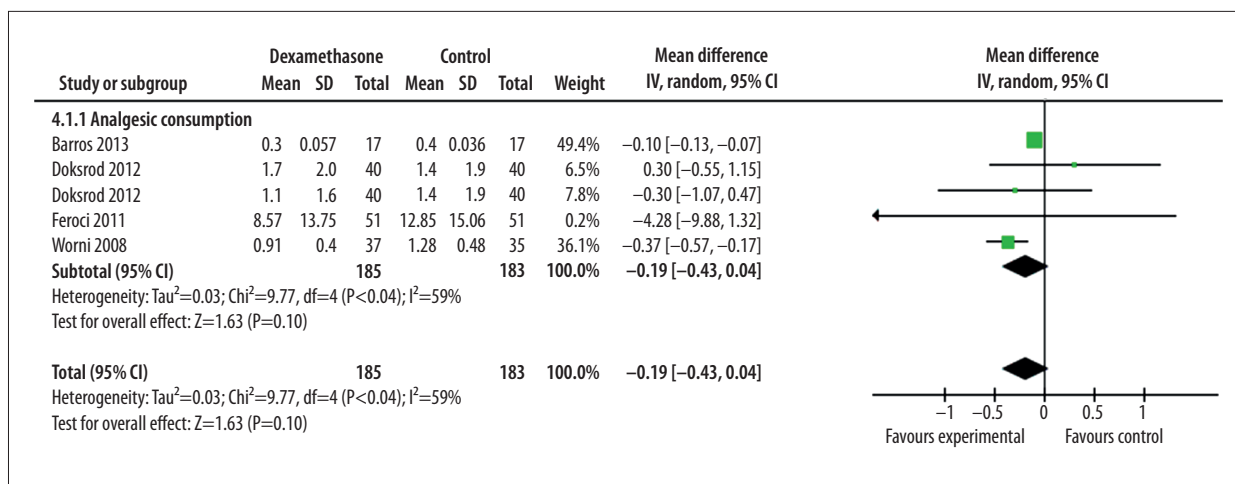 Dexamethasone Control Mean difference Mean difference
Study or subgroup Mean SD Total Mean SD Total Weight IV, random, 95% CI IV, random, 95% CI
4.1.1 Analgesic consumption
Barros 2013 0.3 0.057 17 0.4 0.036 17 49.4% −0.10 [−0.13, −0.07]
Doksrod 2012 1.7 2.0 40 1.4 1.9 40 6.5% 0.30 [−0.55, 1.15]
Doksrod 2012 1.1 1.6 40 1.4 1.9 40 7.8% −0.30 [−1.07, 0.47]
Feroci 2011 8.57 13.75 51 12.85 15.06 51 0.2% −4.28 [−9.88, 1.32]
Worni 2008 0.91 0.4 37 1.28 0.48 35 36.1% −0.37 [−0.57, −0.17]
Subtotal (95% CI) 185 183 100.0% −0.19 [−0.43, 0.04]
Heterogeneity: Tau²=0.03; Chi²=9.77, df=4 (P<0.04); I²=59%
Test for overall effect: Z=1.63 (P=0.10)
Total (95% CI) 185 183 100.0% −0.19 [−0.43, 0.04]
Heterogeneity: Tau²=0.03; Chi²=9.77, df=4 (P<0.04); I²=59%
Test for overall effect: Z=1.63 (P=0.10)
−1 −0.5 0 0.5 1
Favours experimental Favours control